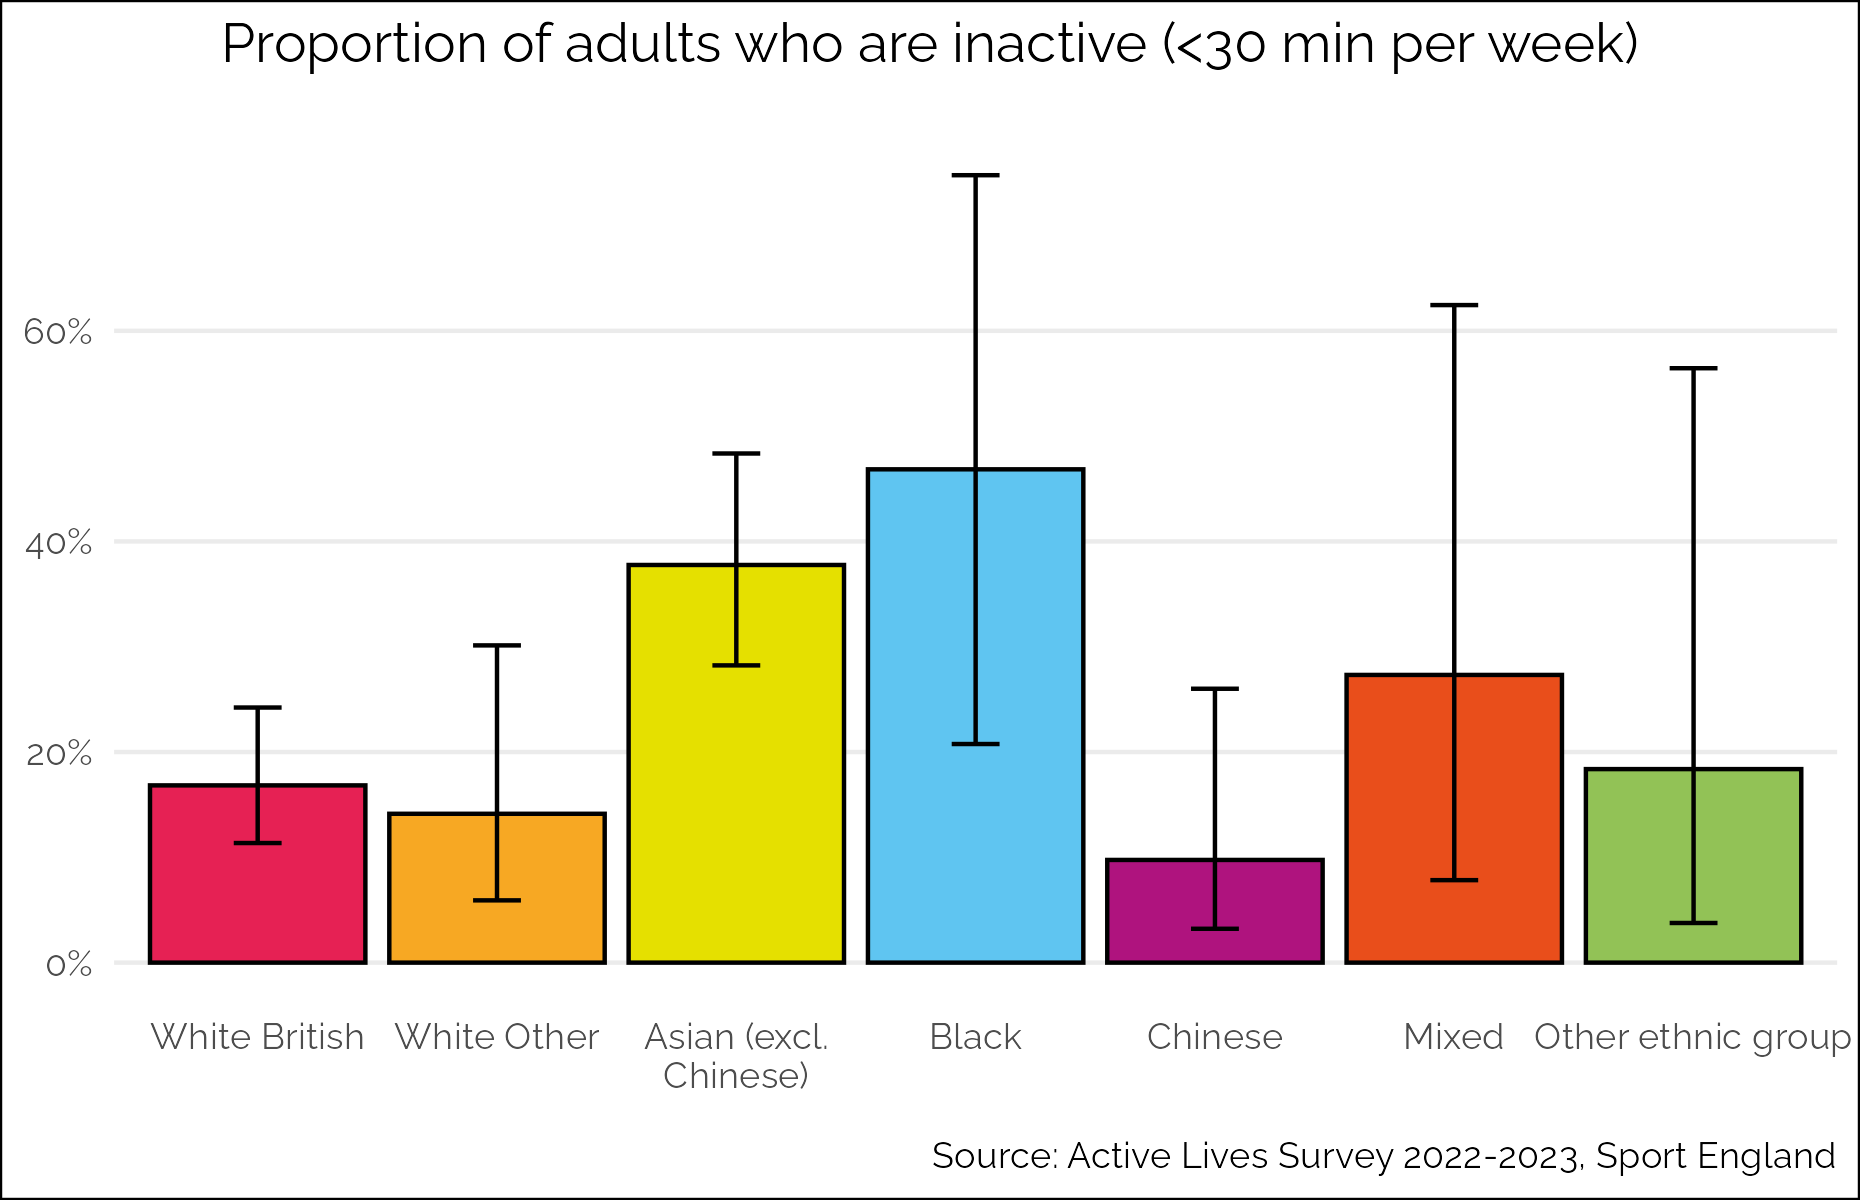 Proportion of adults who are inactive (<30 min per week)
60%
40%
20%
0%
White British
White Other
Asian (excl.
Chinese)
Black
Chinese
Mixed
Other ethnic group
Source: Active Lives Survey 2022-2023, Sport England